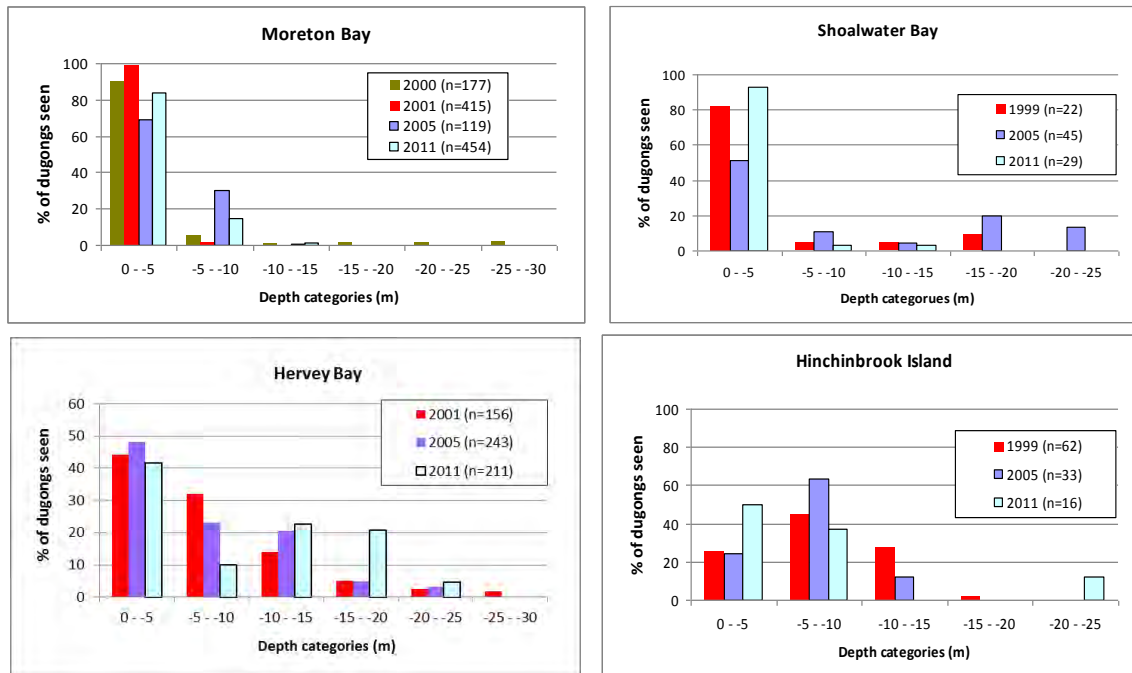 Moreton Bay
% of dugongs seen
100
80
60
40
20
0
2000 (n=177)
2001 (n=415)
2005 (n=119)
2011 (n=454)
0 - -5
-5 - -10
-10 - -15
-15 - -20
-20 - -25
-25 - -30
Depth categories (m)
Shoalwater Bay
% of dugongs seen
100
80
60
40
20
0
1999 (n=22)
2005 (n=45)
2011 (n=29)
0 - -5
-5 - -10
-10 - -15
-15 - -20
-20 - -25
Depth categorues (m)
Hervey Bay
% of dugongs seen
60
50
40
30
20
10
0
2001 (n=156)
2005 (n=243)
2011 (n=211)
0 - -5
-5 - -10
-10 - -15
-15 - -20
-20 - -25
-25 - -30
Depth categories (m)
Hinchinbrook Island
% of dugongs seen
100
80
60
40
20
0
1999 (n=62)
2005 (n=33)
2011 (n=16)
0 - -5
-5 - -10
-10 - -15
-15 - -20
-20 - -25
Depth categories (m)